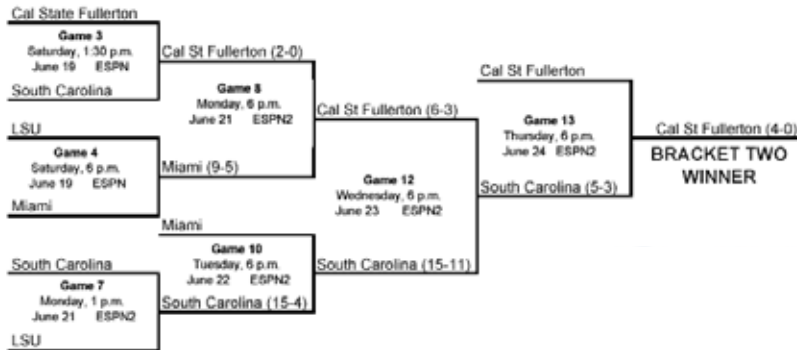 Cal State Fullerton
Game 3
Saturday, 1:30 p.m.
June 19 ESPN
South Carolina
LSU
Game 4
Saturday, 6 p.m.
June 19 ESPN
Miami
South Carolina
Game 7
Monday, 1 p.m.
June 21 ESPN2
LSU
Cal St Fullerton (2-0)
Game 8
Monday, 6 p.m.
June 21 ESPN2
Miami (9-5)
Miami
Game 10
Tuesday, 6 p.m.
June 22 ESPN2
South Carolina (15-4)
Cal St Fullerton (6-3)
Game 12
Wednesday, 6 p.m.
June 23 ESPN2
South Carolina (15-11)
Cal St Fullerton
Game 13
Thursday, 6 p.m.
June 24 ESPN2
South Carolina (5-3)
Cal St Fullerton (4-0)
BRACKET TWO
WINNER